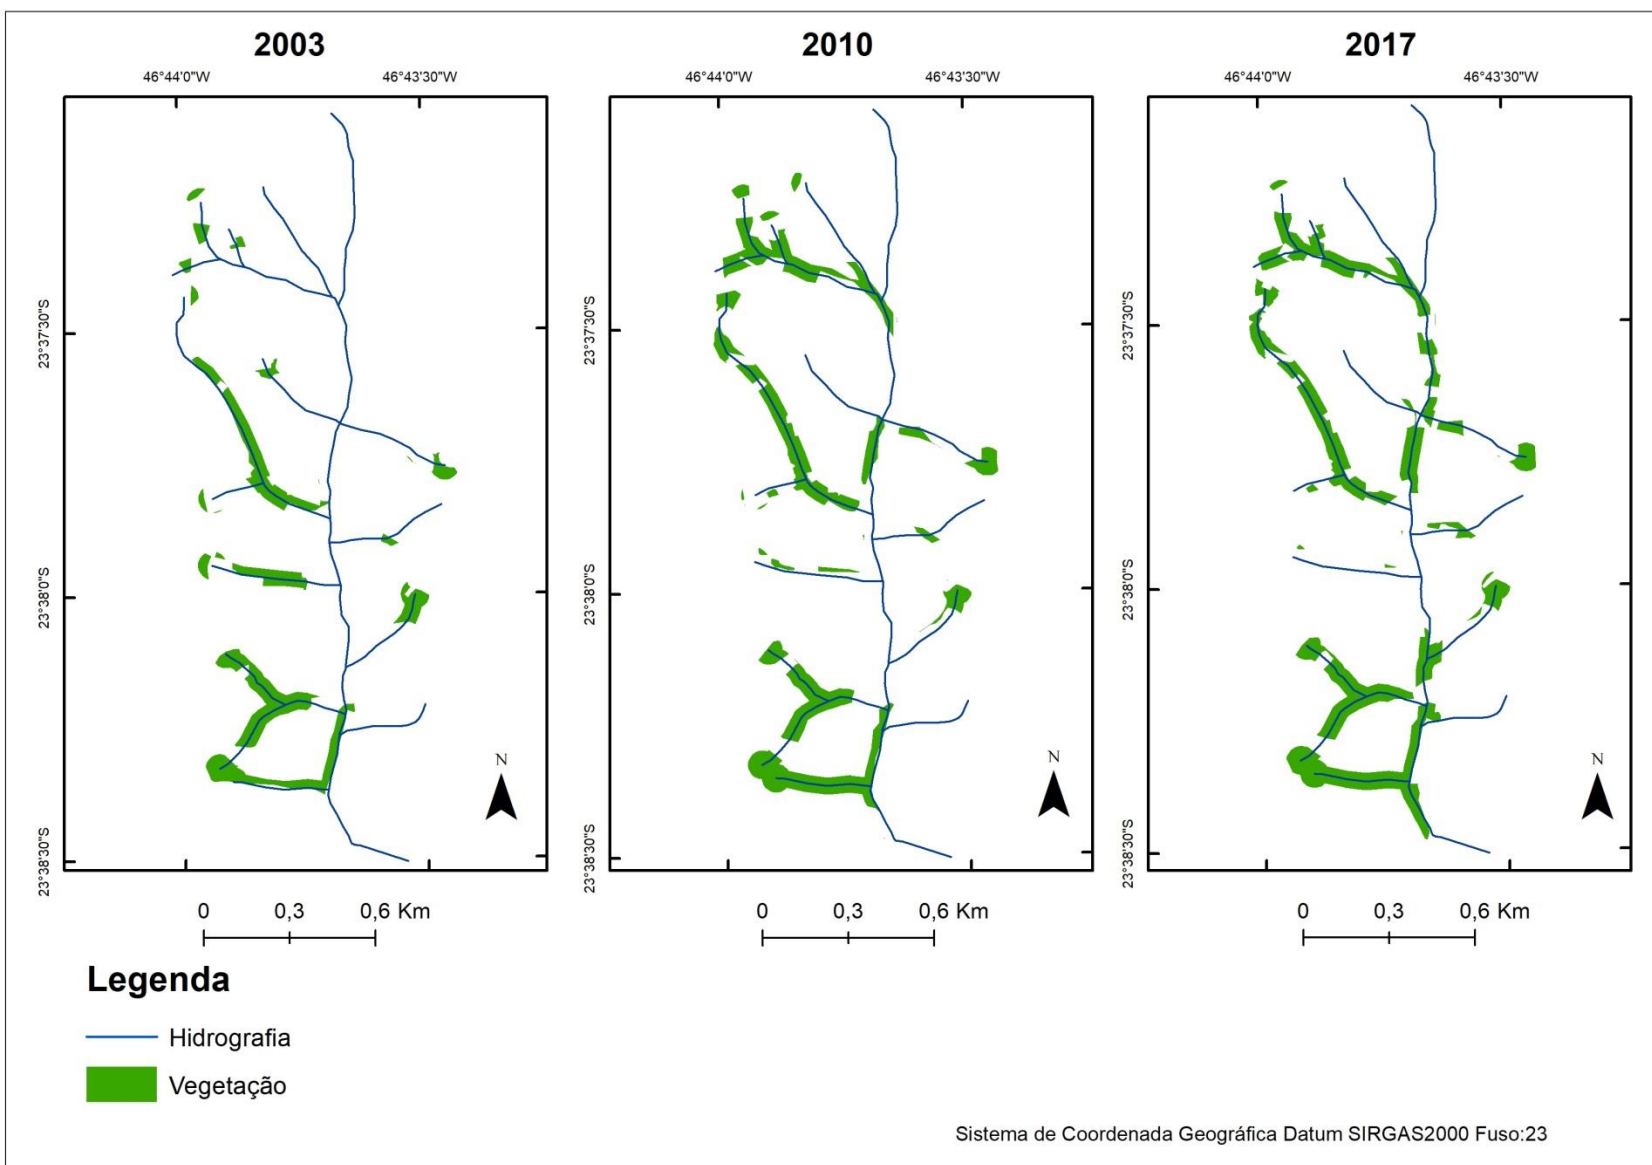 2003
46°44'0"W 46°43'30"W
23°37'30"S
23°38'0"S
23°38'30"S
N
0 0,3 0,6 Km
2010
46°44'0"W 46°43'30"W
23°37'30"S
23°38'0"S
23°38'30"S
N
0 0,3 0,6 Km
2017
46°44'0"W 46°43'30"W
23°37'30"S
23°38'0"S
23°38'30"S
N
0 0,3 0,6 Km
Legenda
Hidrografia
Vegetação
Sistema de Coordenada Geográfica Datum SIRGAS2000 Fuso:23